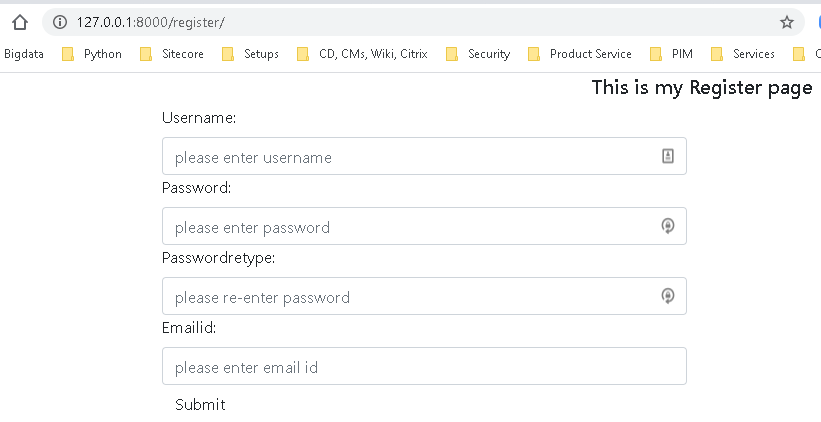 127.0.0.1:8000/register/
Bigdata Python Sitecore Setups CD, CMs, Wiki, Citrix Security Product Service PIM Services
This is my Register page
Username:
please enter username
Password:
please enter password
Passwordretype:
please re-enter password
Emailid:
please enter email id
Submit